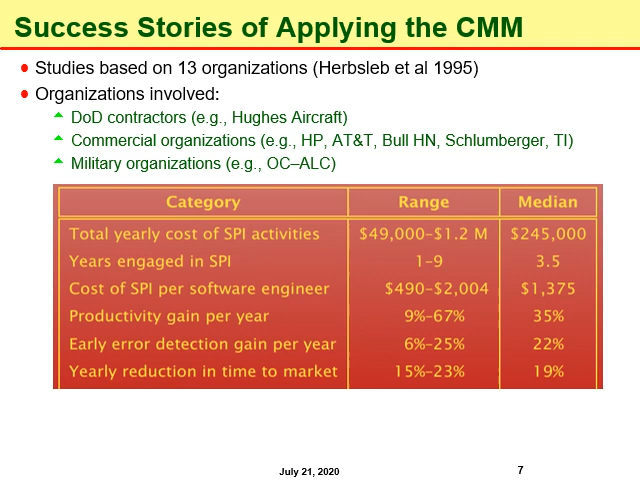 Success Stories of Applying the CMM
Studies based on 13 organizations (Herbsleb et al 1995)
Organizations involved:
DoD contractors (e.g., Hughes Aircraft)
Commercial organizations (e.g., HP, AT&T, Bull HN, Schlumberger, TI)
Military organizations (e.g., OC–ALC)
Category Range Median
Total yearly cost of SPI activities $49,000–$1.2 M $245,000
Years engaged in SPI 1–9 3.5
Cost of SPI per software engineer $490–$2,004 $1,375
Productivity gain per year 9%–67% 35%
Early error detection gain per year 6%–25% 22%
Yearly reduction in time to market 15%–23% 19%
July 21, 2020 7